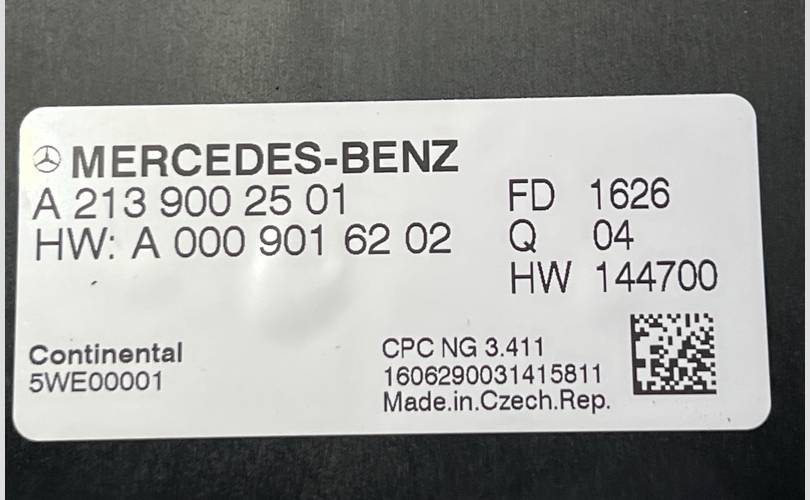 MERCEDES-BENZ
A 213 900 25 01
HW: A 000 901 62 02
FD 1626
Q 04
HW 144700
Continental
5WE00001
CPC NG 3.411
1606290031415811
Made.in.Czech.Rep.